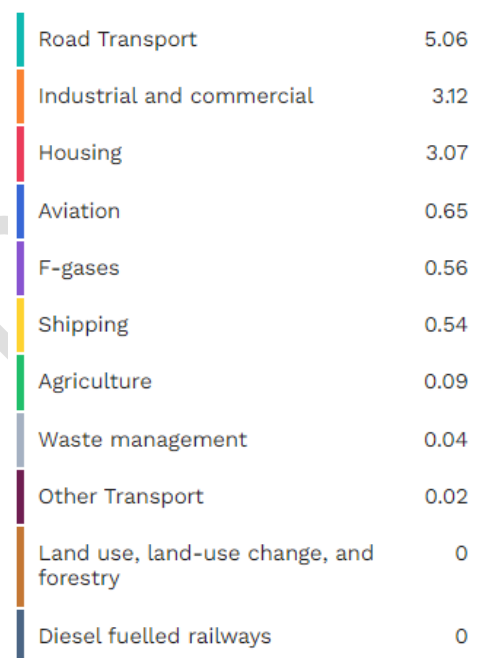 Road Transport 5.06
Industrial and commercial 3.12
Housing 3.07
Aviation 0.65
F-gases 0.56
Shipping 0.54
Agriculture 0.09
Waste management 0.04
Other Transport 0.02
Land use, land-use change, and 0
forestry
Diesel fuelled railways 0